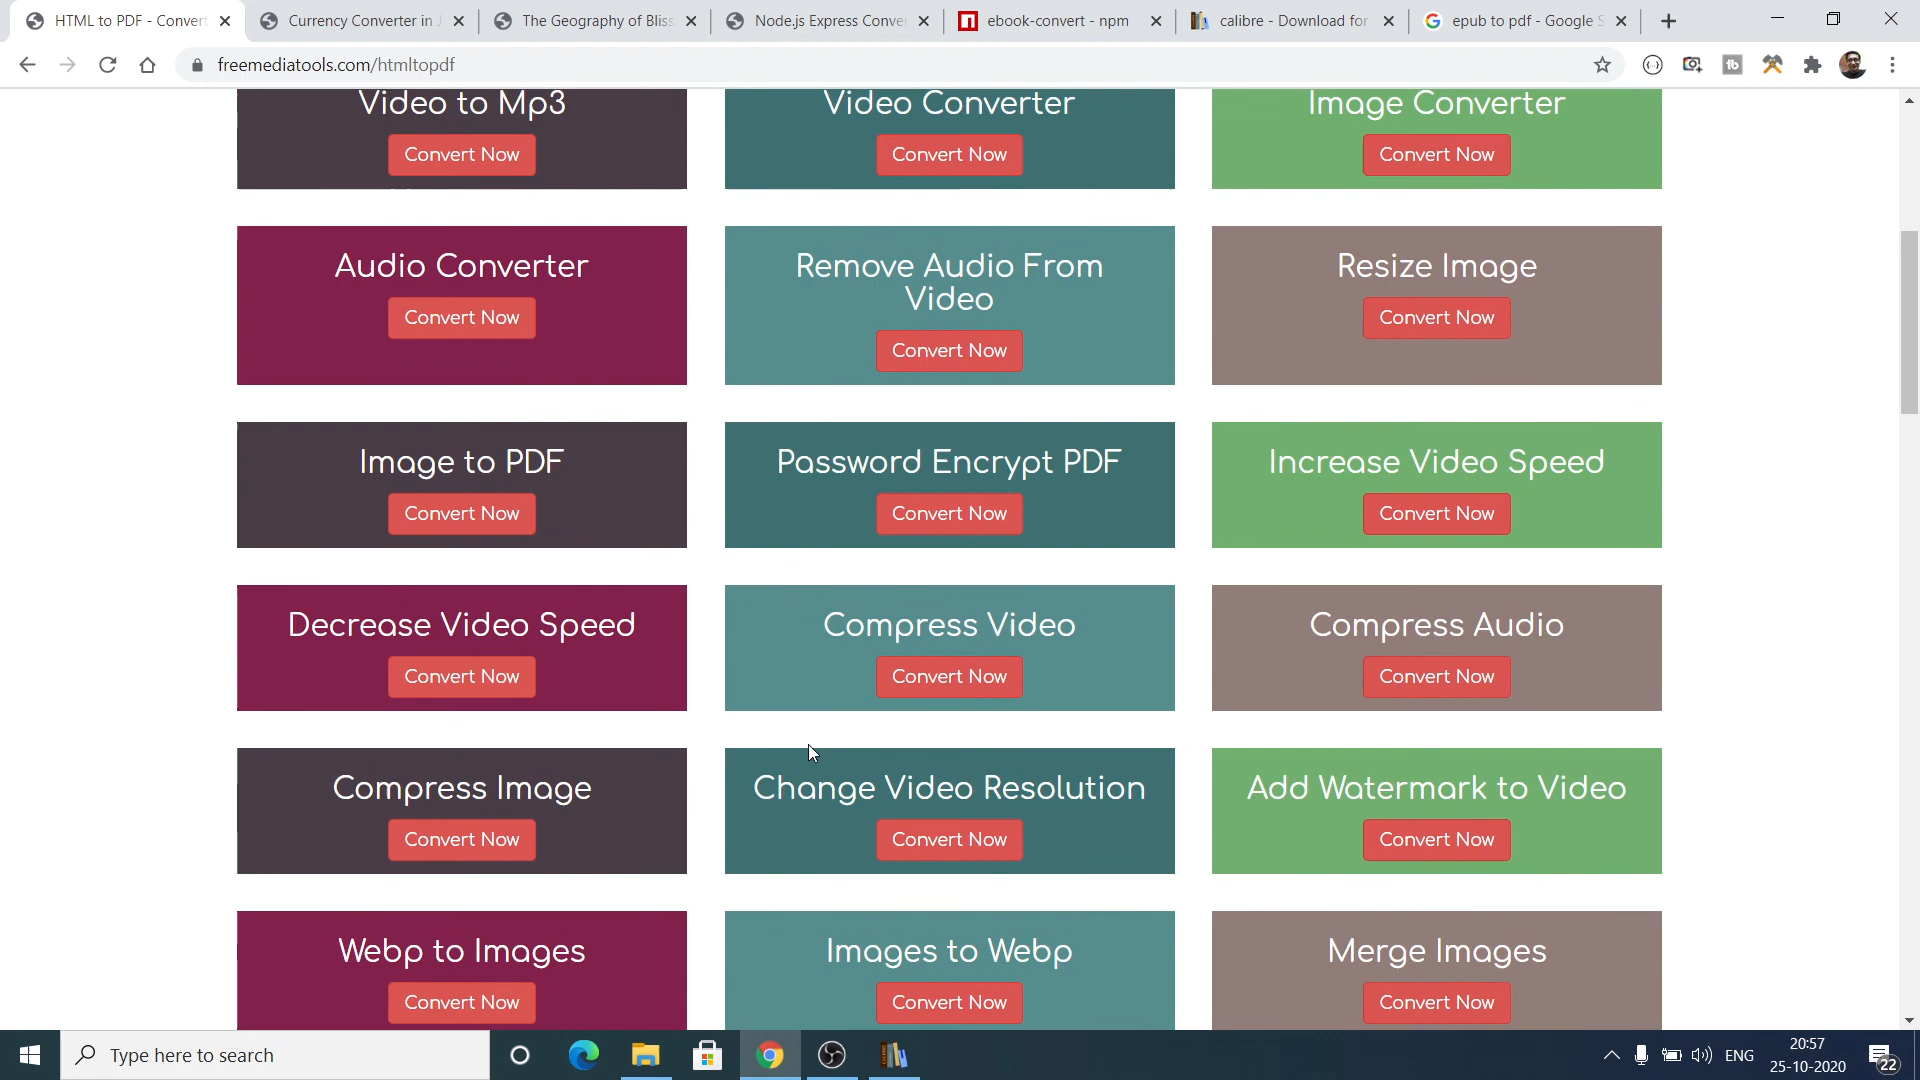 HTML to PDF - Convert
Currency Converter in J
The Geography of Bliss
Node.js Express Conver
ebook-convert - npm
calibre - Download for
epub to pdf - Google S
freemediatools.com/htmltopdf
Video to Mp3
Convert Now
Video Converter
Convert Now
Image Converter
Convert Now
Audio Converter
Convert Now
Remove Audio From
Video
Convert Now
Resize Image
Convert Now
Image to PDF
Convert Now
Password Encrypt PDF
Convert Now
Increase Video Speed
Convert Now
Decrease Video Speed
Convert Now
Compress Video
Convert Now
Compress Audio
Convert Now
Compress Image
Convert Now
Change Video Resolution
Convert Now
Add Watermark to Video
Convert Now
Webp to Images
Convert Now
Images to Webp
Convert Now
Merge Images
Convert Now
Type here to search
ENG
20:57
25-10-2020
22